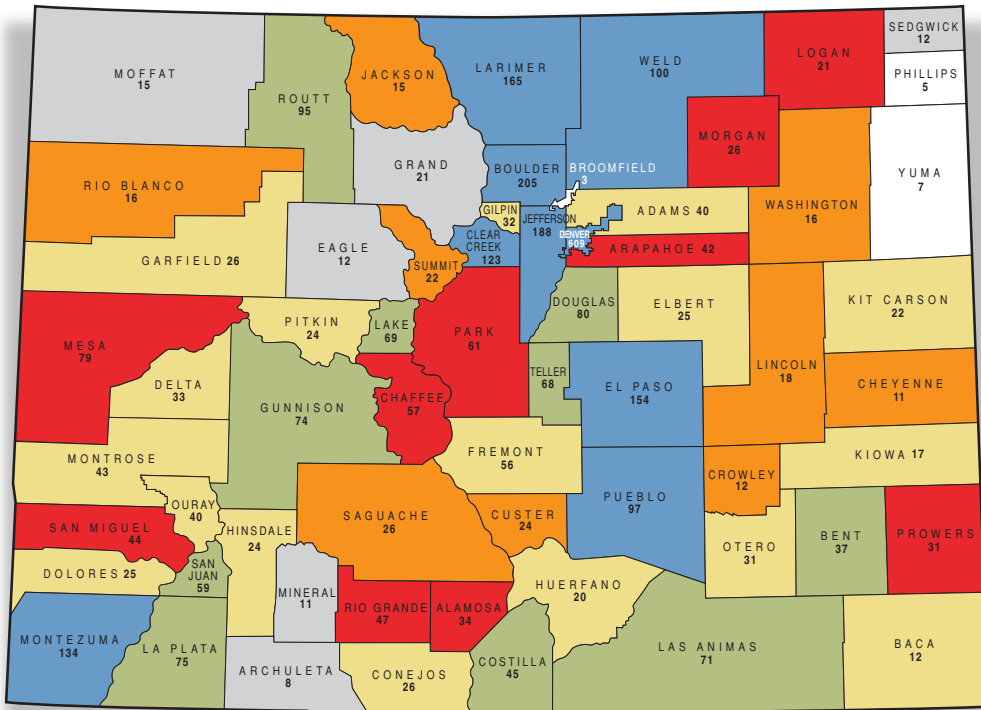 MOFFAT
15
ROUTT
95
JACKSON
15
LARIMER
165
WELD
100
LOGAN
21
SEDGWICK
12
PHILLIPS
5
MORGAN
26
GRAND
21
BOULDER
205
BROOMFIELD
3
YUMA
7
RIO BLANCO
16
GILPIN
32
JEFFERSON
188
ADAMS 40
WASHINGTON
16
CLEAR
CREEK
123
DENVER
609
ARAPAHOE 42
EAGLE
12
GARFIELD 26
SUMMIT
22
DOUGLAS
80
ELBERT
25
KIT CARSON
22
PITKIN
24
LAKE
69
PARK
61
MESA
79
TELLER
68
EL PASO
154
LINCOLN
18
CHEYENNE
11
DELTA
33
GUNNISON
74
CHAFFEE
57
FREMONT
56
KIOWA 17
MONTROSE
43
CROWLEY
12
OURAY
40
PUEBLO
97
SAGUACHE
26
CUSTER
24
SAN MIGUEL
44
HINSDALE
24
OTERO
31
BENT
37
PROWERS
31
DOLORES 25
SAN
JUAN
59
MINERAL
11
RIO GRANDE
47
ALAMOSA
34
HUERFANO
20
MONTEZUMA
134
LA PLATA
75
ARCHULETA
8
CONEJOS
26
COSTILLA
45
LAS ANIMAS
71
BACA
12